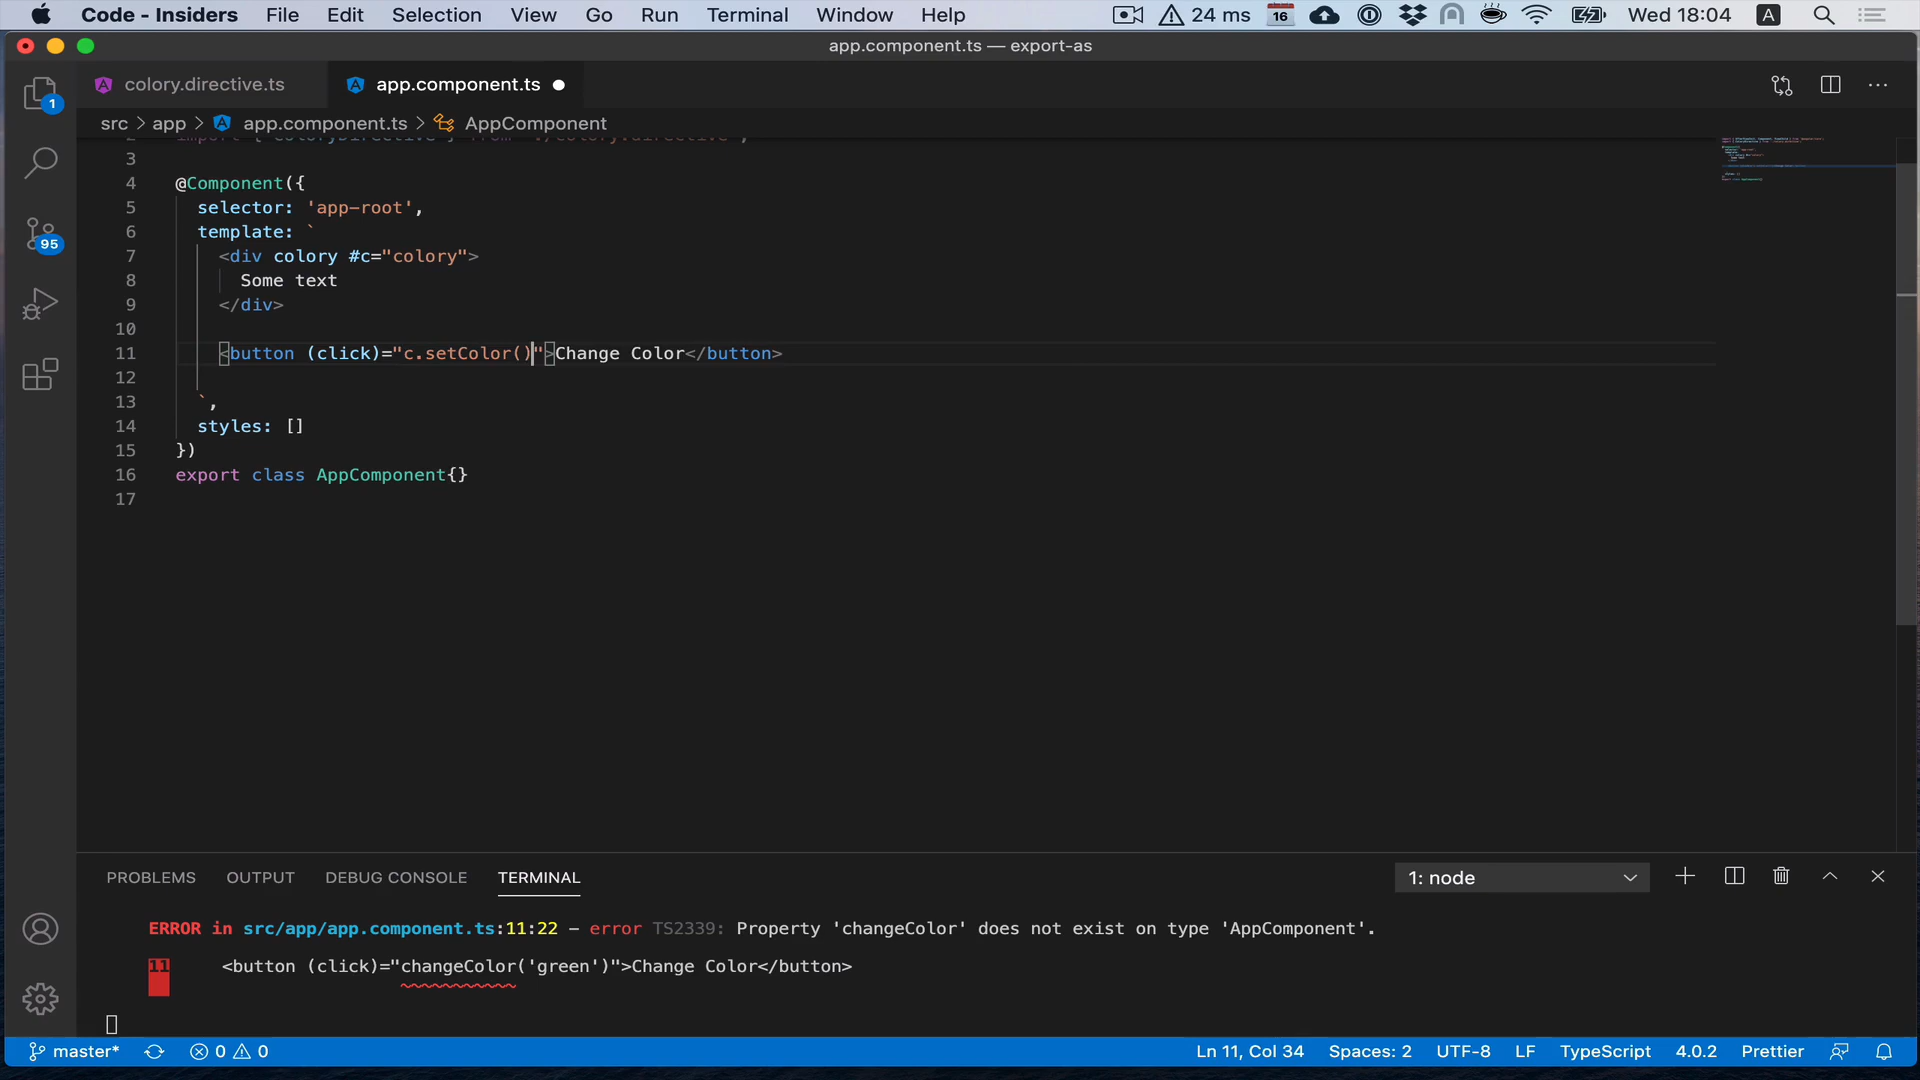 Code - Insiders File Edit Selection View Go Run Terminal Window Help 24 ms 16 Wed 18:04 A
app.component.ts — export-as
colory.directive.ts app.component.ts
src > app > app.component.ts > AppComponent
3
4 @Component({
5 selector: 'app-root',
6 template: `
7 <div colory #c="colory">
8 Some text
9 </div>
10
11 <button (click)="c.setColor()">Change Color</button>
12
13 `,
14 styles: []
15 })
16 export class AppComponent{}
17
1
95
PROBLEMS OUTPUT DEBUG CONSOLE TERMINAL 1: node
ERROR in src/app/app.component.ts:11:22 – error TS2339: Property 'changeColor' does not exist on type 'AppComponent'.
11 <button (click)="changeColor('green')">Change Color</button>
master* 0 0 Ln 11, Col 34 Spaces: 2 UTF-8 LF TypeScript 4.0.2 Prettier